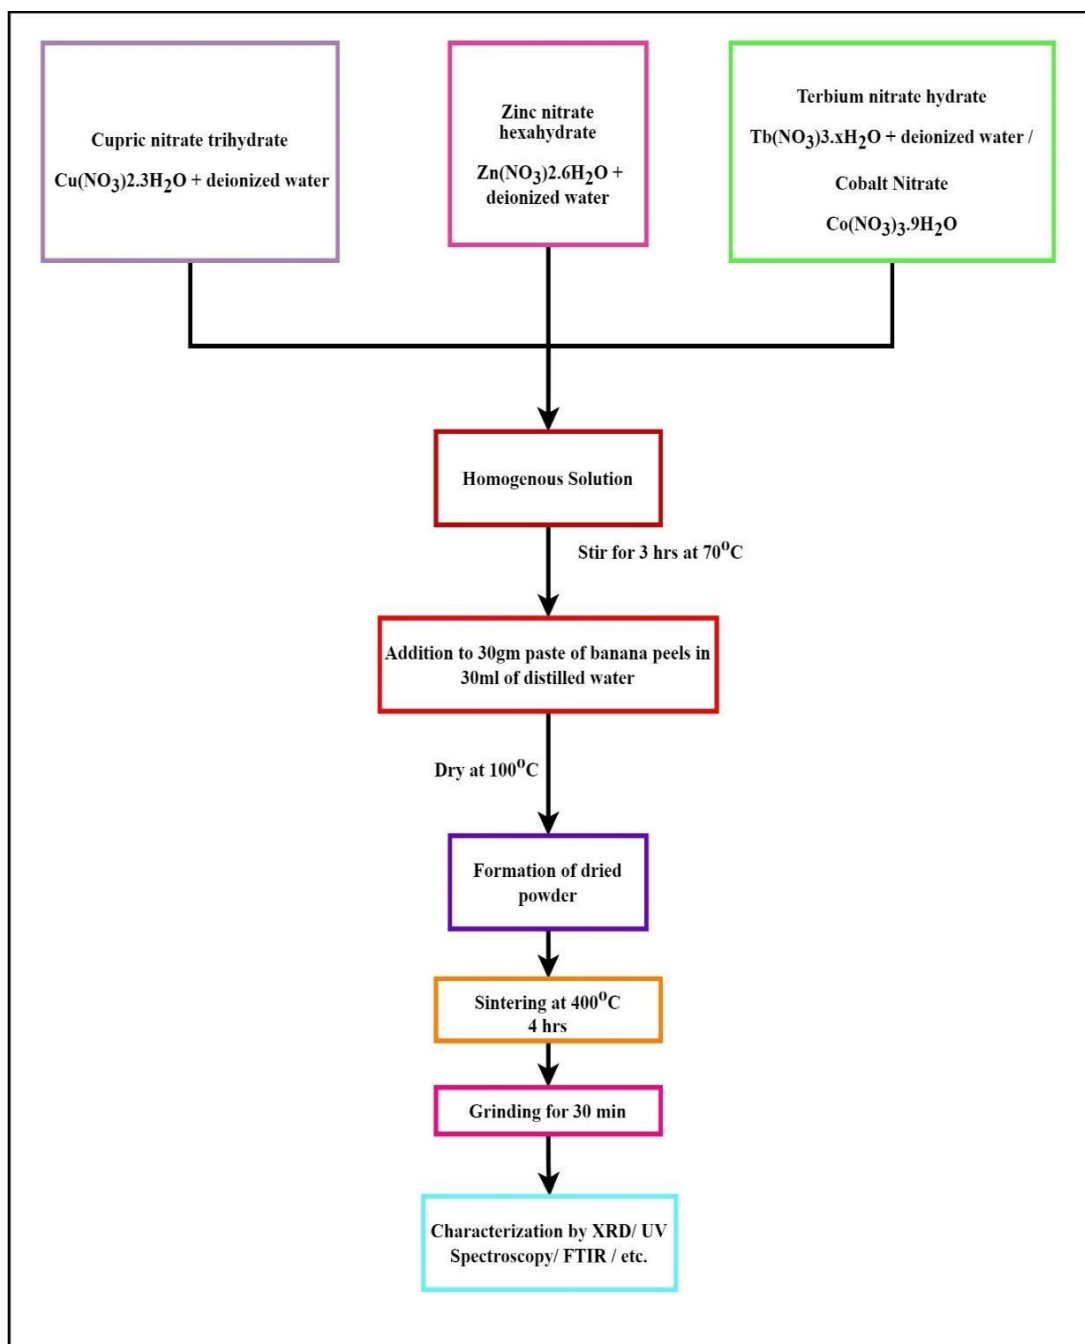 Cupric nitrate trihydrate
Cu(NO₃)2.3H₂O + deionized water
Zinc nitrate
hexahydrate
Zn(NO₃)2.6H₂O +
deionized water
Terbium nitrate hydrate
Tb(NO₃)3.xH₂O + deionized water /
Cobalt Nitrate
Co(NO₃)₃.9H₂O
Homogenous Solution
Stir for 3 hrs at 70⁰C
Addition to 30gm paste of banana peels in
30ml of distilled water
Dry at 100⁰C
Formation of dried
powder
Sintering at 400⁰C
4 hrs
Grinding for 30 min
Characterization by XRD/ UV
Spectroscopy/ FTIR / etc.